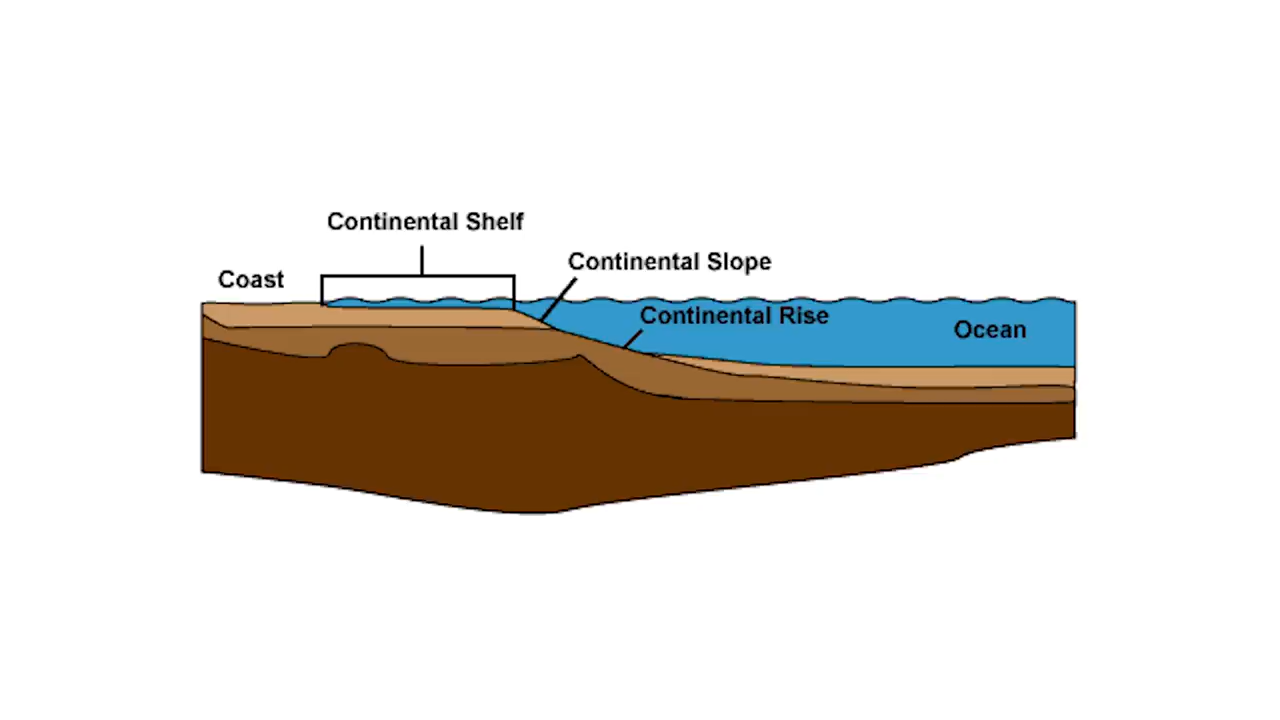 Continental Shelf
Continental Slope
Coast
Continental Rise
Ocean